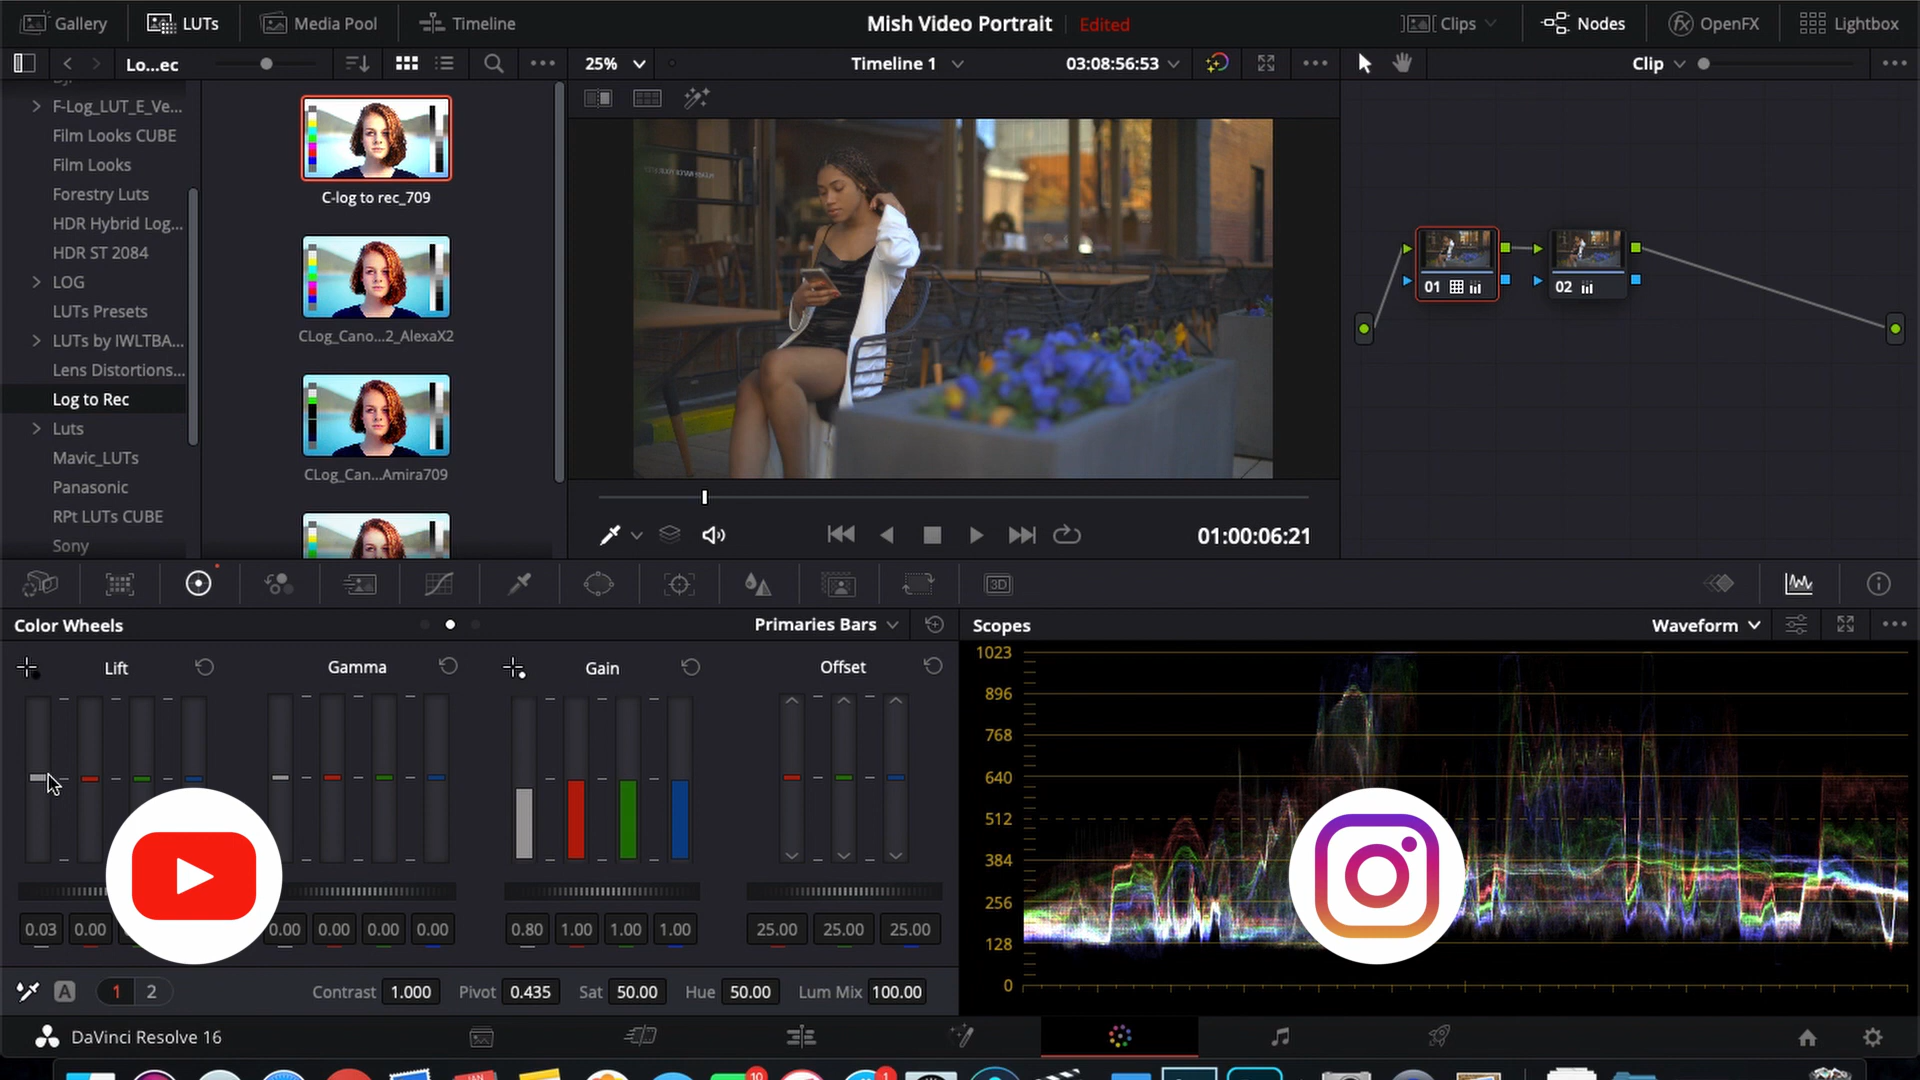 Gallery
LUTs
Media Pool
Timeline
Mish Video Portrait
Edited
Clips
Nodes
OpenFX
Lightbox
Lo...ec
25%
Timeline 1
03:08:56:53
Clip
F-Log_LUT_E_Ve...
Film Looks CUBE
Film Looks
Forestry Luts
HDR Hybrid Log...
HDR ST 2084
LOG
LUTs Presets
LUTs by IWLTBA...
Lens Distortions...
Log to Rec
Luts
Mavic_LUTs
Panasonic
RPt LUTs CUBE
Sony
C-log to rec_709
CLog_Cano...2_AlexaX2
CLog_Can...Amira709
01
02
01:00:06:21
3D
Color Wheels
Primaries Bars
Scopes
Waveform
Lift
Gamma
Gain
Offset
1023
896
768
640
512
384
256
128
0
0.03 0.00
0.00 0.00 0.00 0.00
0.80 1.00 1.00 1.00
25.00 25.00 25.00
A
1 2
Contrast 1.000
Pivot 0.435
Sat 50.00
Hue 50.00
Lum Mix 100.00
DaVinci Resolve 16
JAN
10
1